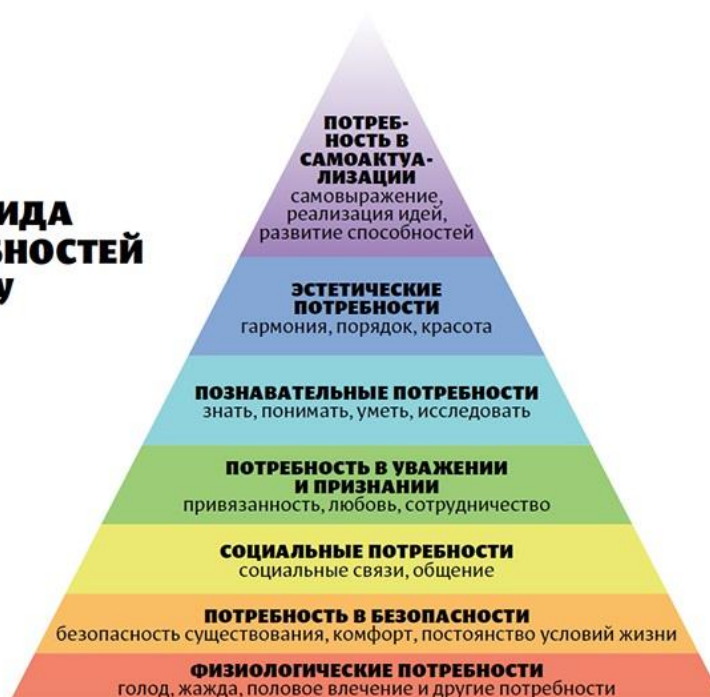 ИДА
БНОСТЕЙ
У
ПОТРЕБ-
НОСТЬ В
САМОАКТУА-
ЛИЗАЦИИ
самовыражение,
реализация идей,
развитие способностей
ЭСТЕТИЧЕСКИЕ
ПОТРЕБНОСТИ
гармония, порядок, красота
ПОЗНАВАТЕЛЬНЫЕ ПОТРЕБНОСТИ
знать, понимать, уметь, исследовать
ПОТРЕБНОСТЬ В УВАЖЕНИИ
И ПРИЗНАНИИ
привязанность, любовь, сотрудничество
СОЦИАЛЬНЫЕ ПОТРЕБНОСТИ
социальные связи, общение
ПОТРЕБНОСТЬ В БЕЗОПАСНОСТИ
безопасность существования, комфорт, постоянство условий жизни
ФИЗИОЛОГИЧЕСКИЕ ПОТРЕБНОСТИ
голод, жажда, половое влечение и другие потребности